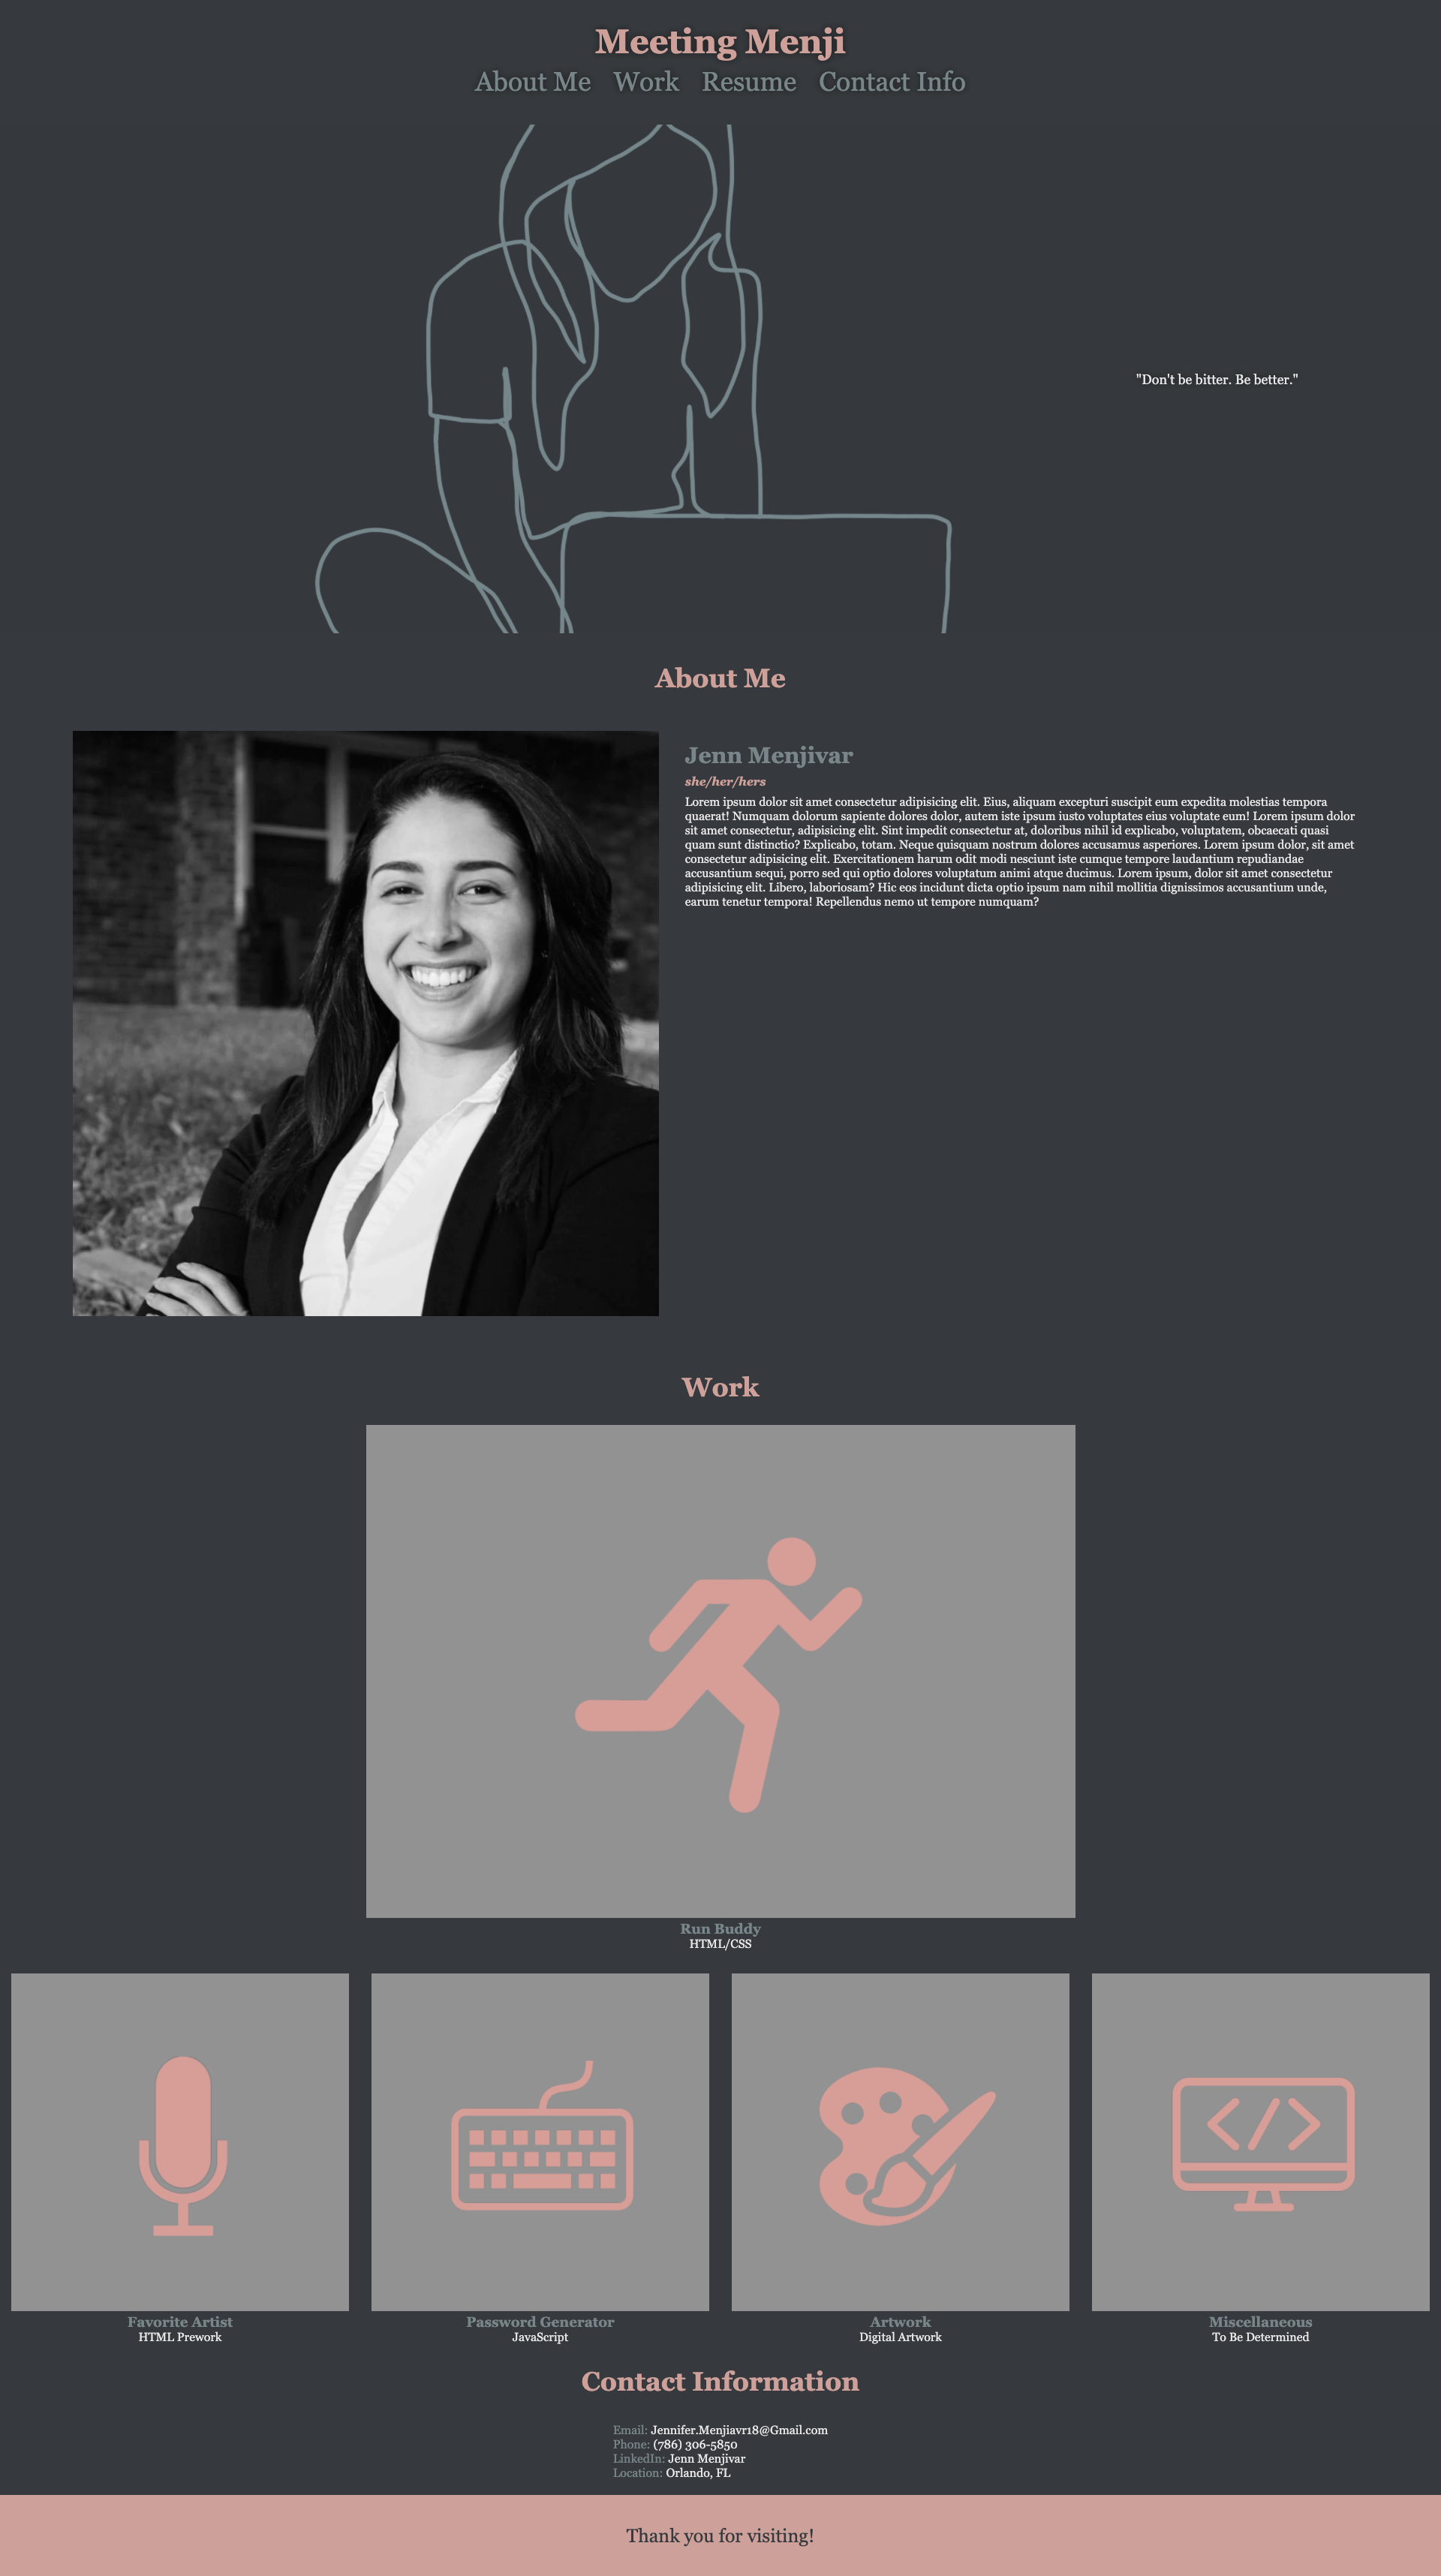 Meeting Menji
About Me Work Resume Contact Info
"Don't be bitter. Be better."
About Me
Jenn Menjivar
she/her/hers
Lorem ipsum dolor sit amet consectetur adipisicing elit. Eius, aliquam excepturi suscipit eum expedita molestias tempora
quaerat! Numquam dolorum sapiente dolores dolor, autem iste ipsum iusto voluptates eius voluptate eum! Lorem ipsum dolor
sit amet consectetur, adipisicing elit. Sint impedit consectetur at, doloribus nihil id explicabo, voluptatem, obcaecati quasi
quam sunt distinctio? Explicabo, totam. Neque quisquam nostrum dolores accusamus asperiores. Lorem ipsum dolor, sit amet
consectetur adipisicing elit. Exercitationem harum odit modi nesciunt iste cumque tempore laudantium repudiandae
accusantium sequi, porro sed qui optio dolores voluptatum animi atque ducimus. Lorem ipsum, dolor sit amet consectetur
adipisicing elit. Libero, laboriosam? Hic eos incidunt dicta optio ipsum nam nihil mollitia dignissimos accusantium unde,
earum tenetur tempora! Repellendus nemo ut tempore numquam?
Work
Run Buddy
HTML/CSS
Favorite Artist
HTML Prework
Password Generator
JavaScript
Artwork
Digital Artwork
Miscellaneous
To Be Determined
Contact Information
Email: Jennifer.Menjiavr18@Gmail.com
Phone: (786) 306-5850
LinkedIn: Jenn Menjivar
Location: Orlando, FL
Thank you for visiting!